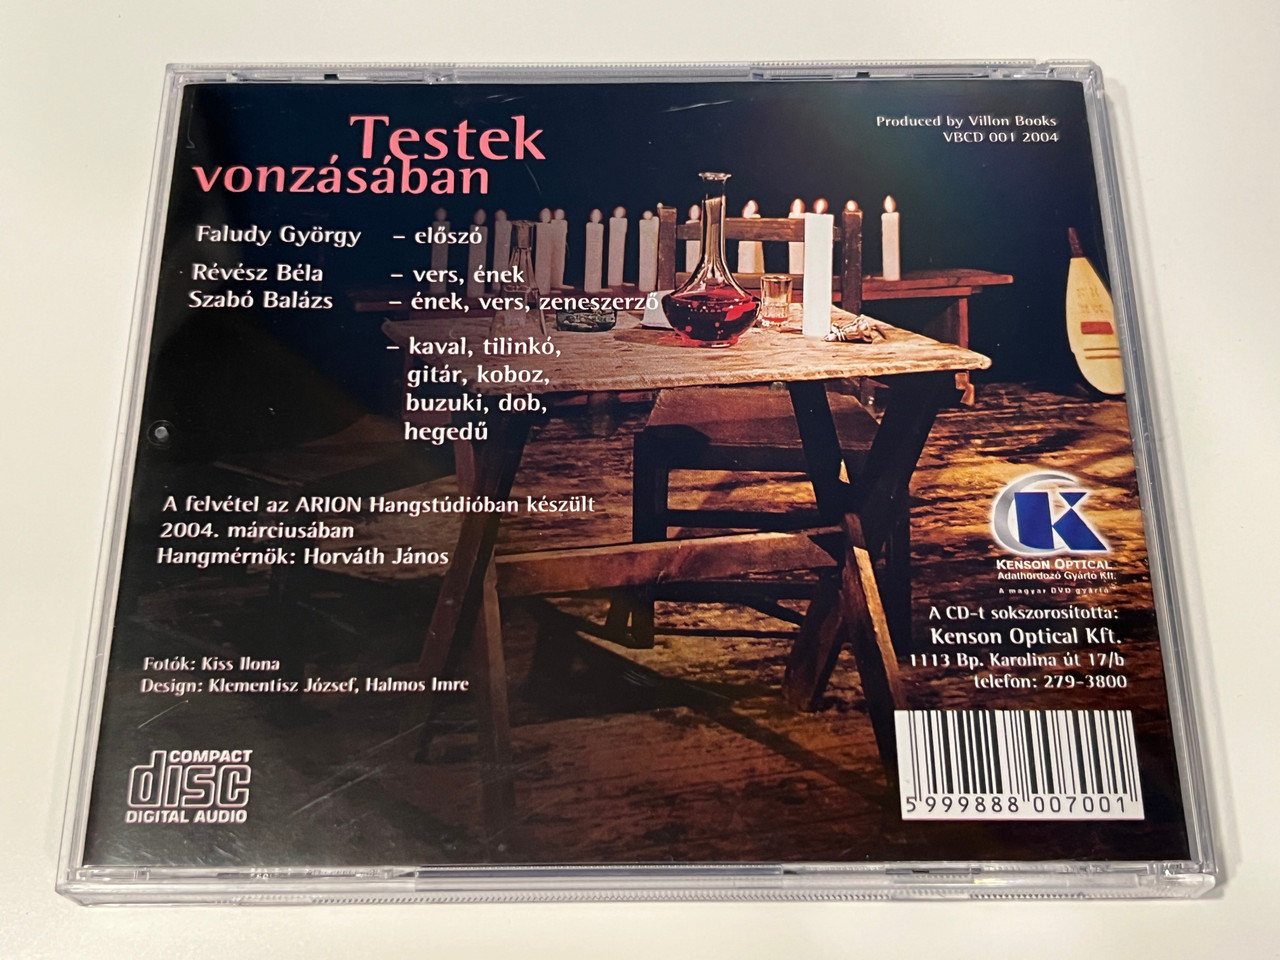 Testek
vonzásában
Produced by Villon Books
VBCD 001 2004
Faludy György – előszó
Révész Béla – vers, ének
Szabó Balázs – ének, vers, zeneszerző
– kaval, tilinkó,
gitár, koboz,
buzuki, dob,
hegedű
A felvétel az ARION Hangstúdióban készült
2004. márciusában
Hangmérnök: Horváth János
Fotók: Kiss Ilona
Design: Klementisz József, Halmos Imre
COMPACT
disc
DIGITAL AUDIO
K
KENSON OPTICAL
Adathordozó Gyártó Kft.
A magyar DVD gyártó
A CD-t sokszorosította:
Kenson Optical Kft.
1113 Bp. Karolina út 17/b
telefon: 279-3800
5 999888 007001